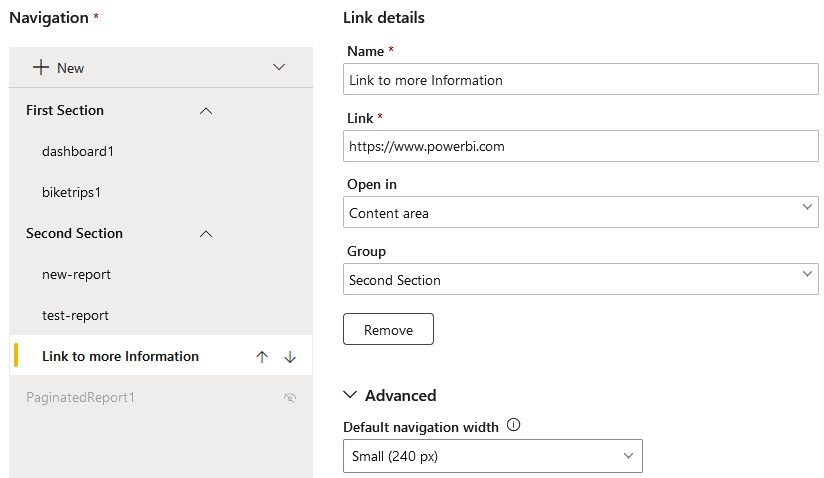 Navigation *
New
First Section
dashboard1
biketrips1
Second Section
new-report
test-report
Link to more Information
PaginatedReport1
Link details
Name *
Link to more Information
Link *
https://www.powerbi.com
Open in
Content area
Group
Second Section
Remove
Advanced
Default navigation width
Small (240 px)